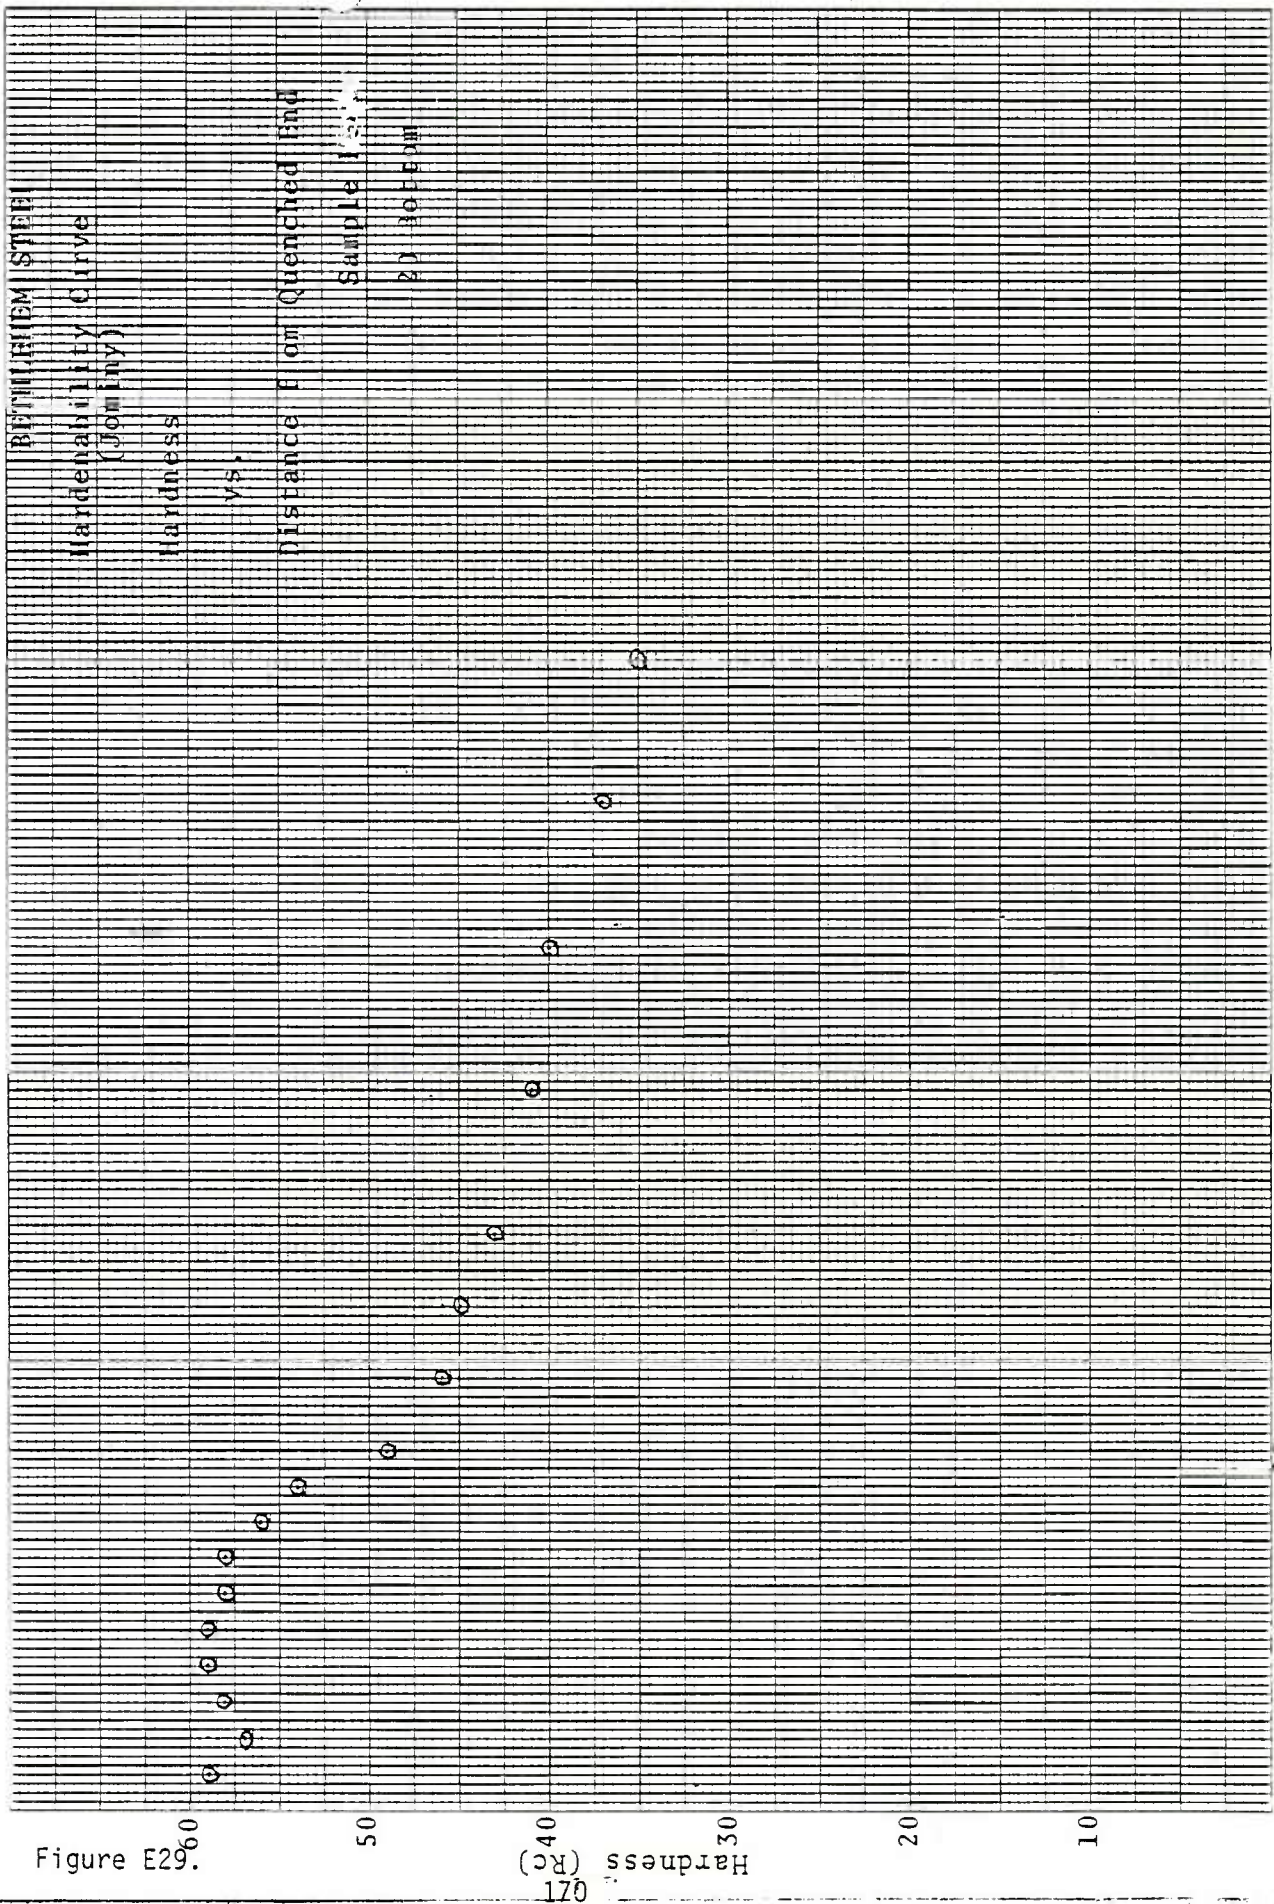 BETHLEHEM STEEL
Hardenability Curve
(Jominy)
Hardness
vs.
Distance from Quenched End
Sample
2) Bottom
60
50
40
30
20
10
Hardness (Rc)
Figure E29.
170